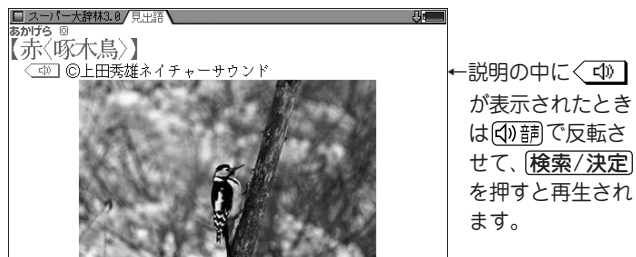 スーパー大辞林3.0/見出語
あかげら ⓪
【赤〈啄木鳥〉】
©上田秀雄ネイチャーサウンド
←説明の中に
が表示されたとき
は音声で反転さ
せて、検索/決定
を押すと再生され
ます。